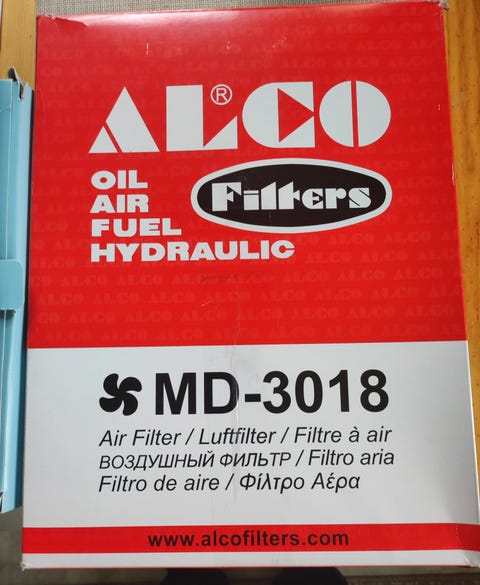 ALCO®
OIL
AIR
FUEL
HYDRAULIC
Filters
MD-3018
Air Filter / Luftfilter / Filtre à air
ВОЗДУШНЫЙ ФИЛЬТР / Filtro aria
Filtro de aire / Φίλτρο Αέρα
www.alcofilters.com